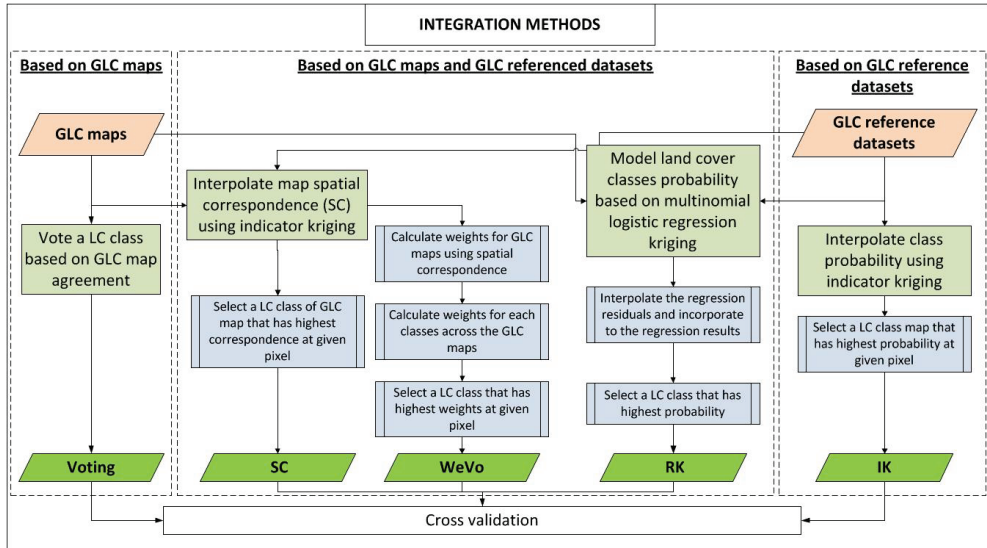 INTEGRATION METHODS
Based on GLC maps
Based on GLC maps and GLC referenced datasets
Based on GLC reference
datasets
GLC maps
GLC reference
datasets
Interpolate map spatial
correspondence (SC)
using indicator kriging
Model land cover
classes probability
based on multinomial
logistic regression
kriging
Vote a LC class
based on GLC map
agreement
Calculate weights for GLC
maps using spatial
correspondence
Interpolate class
probability using
indicator kriging
Select a LC class of GLC
map that has highest
correspondence at given
pixel
Calculate weights for each
classes across the GLC
maps
Interpolate the regression
residuals and incorporate
to the regression results
Select a LC class map that
has highest probability at
given pixel
Select a LC class that has
highest weights at given
pixel
Select a LC class that has
highest probability
Voting
SC
WeVo
RK
IK
Cross validation